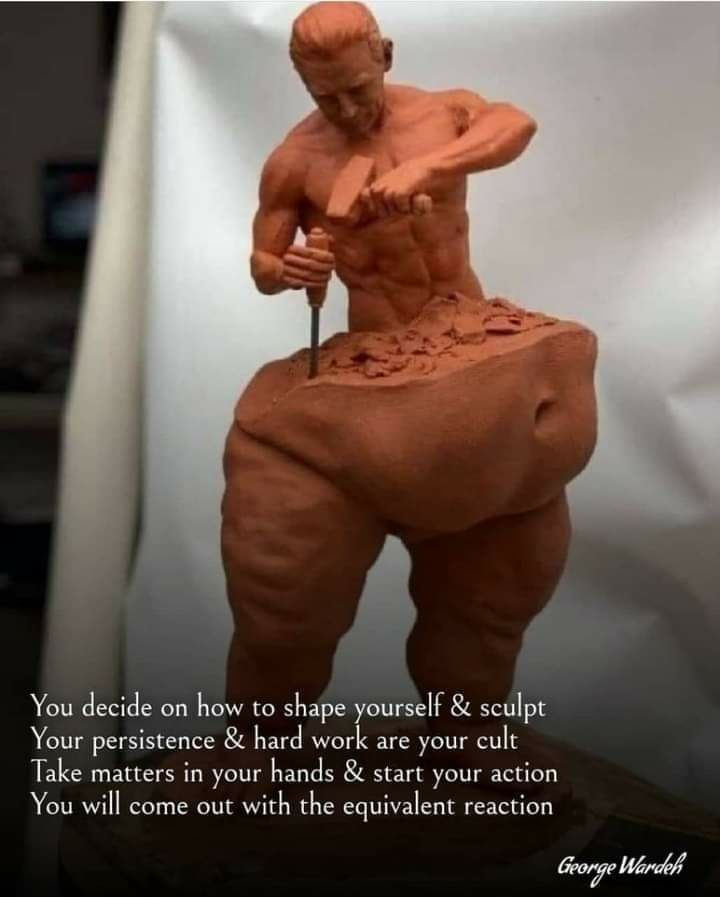 You decide on how to shape yourself & sculpt
Your persistence & hard work are your cult
Take matters in your hands & start your action
You will come out with the equivalent reaction
George Wardeh